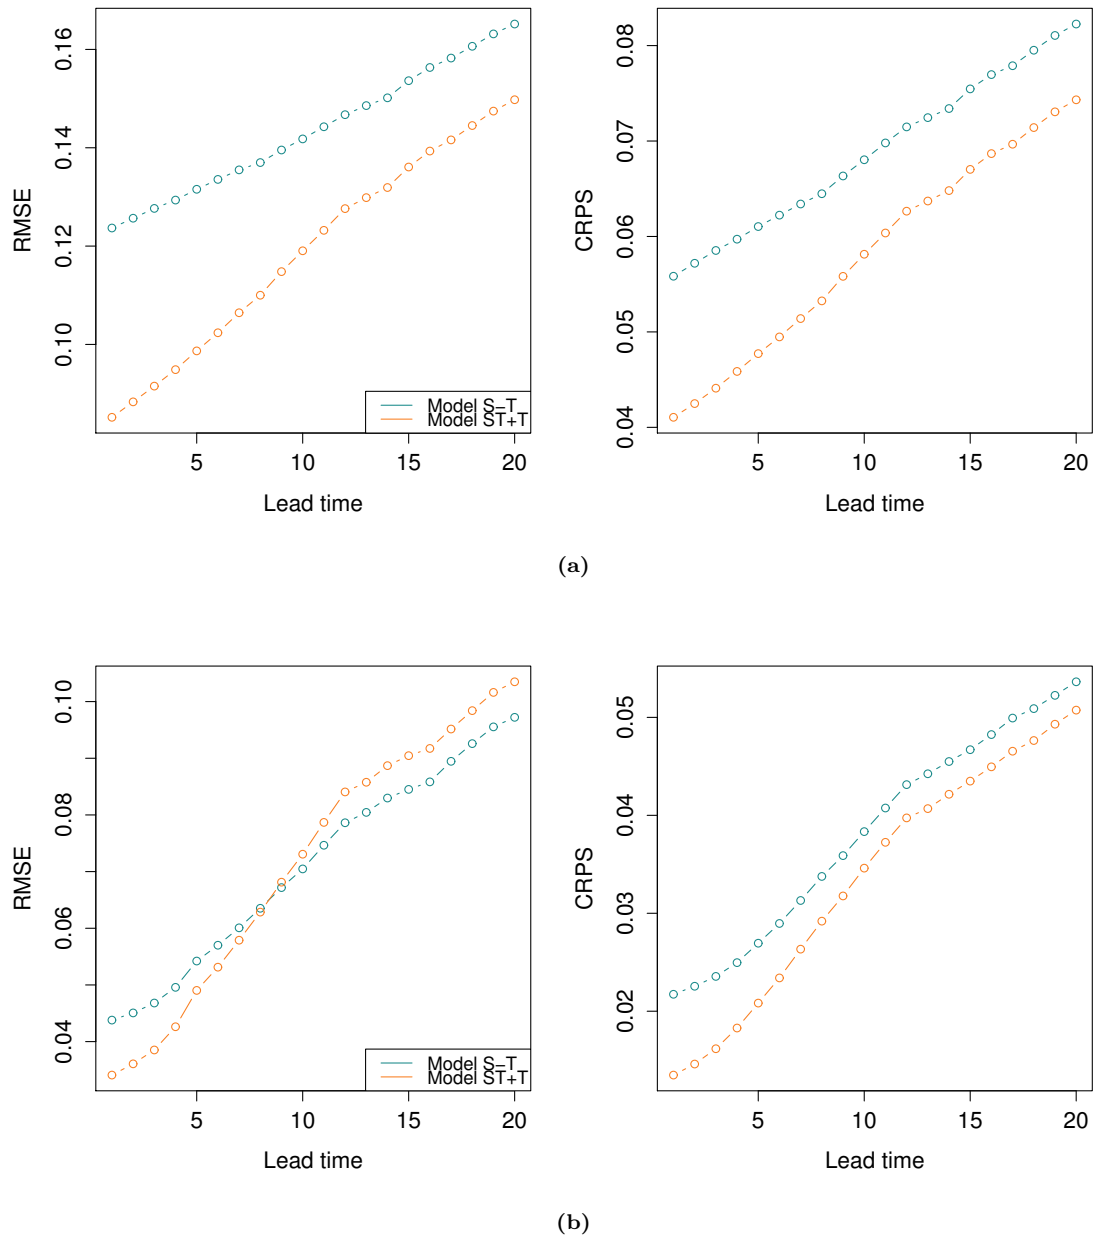 RMSE
0.10 0.12 0.14 0.16
5 10 15 20
Lead time
Model S−T
Model ST+T
CRPS
0.04 0.05 0.06 0.07 0.08
5 10 15 20
Lead time
(a)
RMSE
0.04 0.06 0.08 0.10
5 10 15 20
Lead time
Model S−T
Model ST+T
CRPS
0.02 0.03 0.04 0.05
5 10 15 20
Lead time
(b)